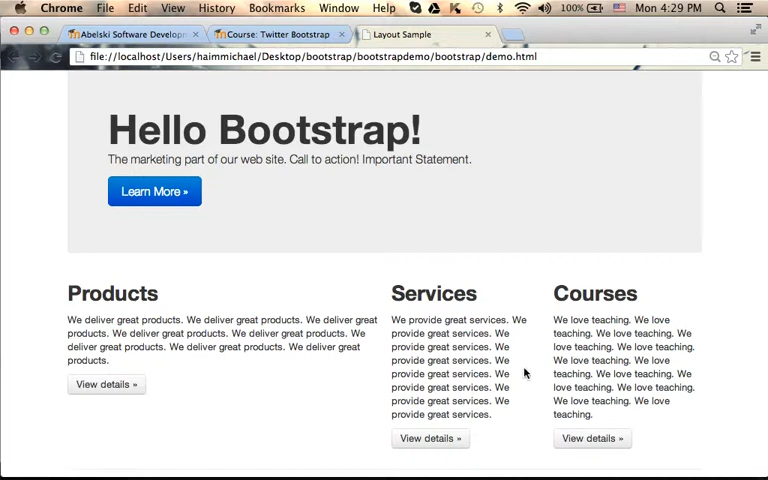 Chrome File Edit View History Bookmarks Window Help 100% Mon 4:29 PM
Abelski Software Developm
Course: Twitter Bootstrap
Layout Sample
file://localhost/Users/haimmichael/Desktop/bootstrap/bootstrapdemo/bootstrap/demo.html
Hello Bootstrap!
The marketing part of our web site. Call to action! Important Statement.
Learn More »
Products
We deliver great products. We deliver great products. We deliver great
products. We deliver great products. We deliver great products. We
deliver great products. We deliver great products. We deliver great
products.
View details »
Services
We provide great services. We
provide great services. We
provide great services. We
provide great services. We
provide great services. We
provide great services. We
provide great services. We
provide great services.
View details »
Courses
We love teaching. We love
teaching. We love teaching. We
love teaching. We love teaching.
We love teaching. We love
teaching. We love teaching. We
love teaching. We love teaching.
We love teaching. We love
teaching.
View details »